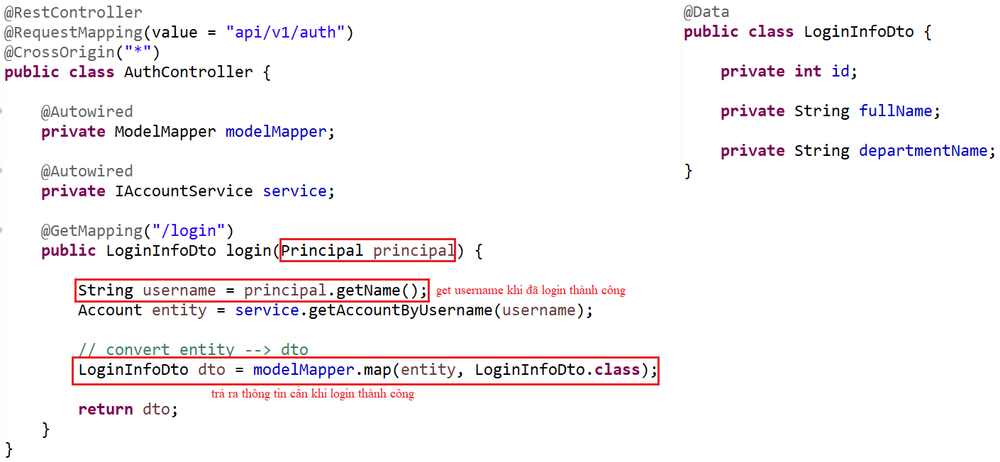 @RestController
@RequestMapping(value = "api/v1/auth")
@CrossOrigin("*")
public class AuthController {
@Autowired
private ModelMapper modelMapper;
@Autowired
private IAccountService service;
@GetMapping("/login")
public LoginInfoDto login(Principal principal) {
String username = principal.getName(); get username khi đã login thành công
Account entity = service.getAccountByUsername(username);
// convert entity --> dto
LoginInfoDto dto = modelMapper.map(entity, LoginInfoDto.class);
trả ra thông tin cần khi login thành công
return dto;
}
}
@Data
public class LoginInfoDto {
private int id;
private String fullName;
private String departmentName;
}